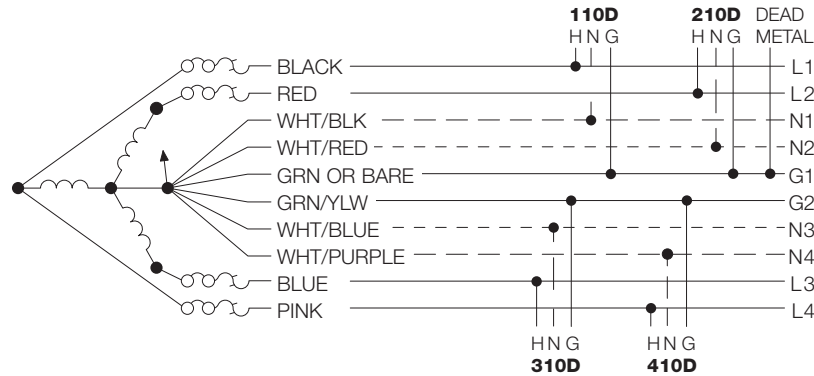 110D 210D DEAD
H N G H N G METAL
BLACK L1
RED L2
WHT/BLK N1
WHT/RED N2
GRN OR BARE G1
GRN/YLW G2
WHT/BLUE N3
WHT/PURPLE N4
BLUE L3
PINK L4
H N G H N G
310D 410D